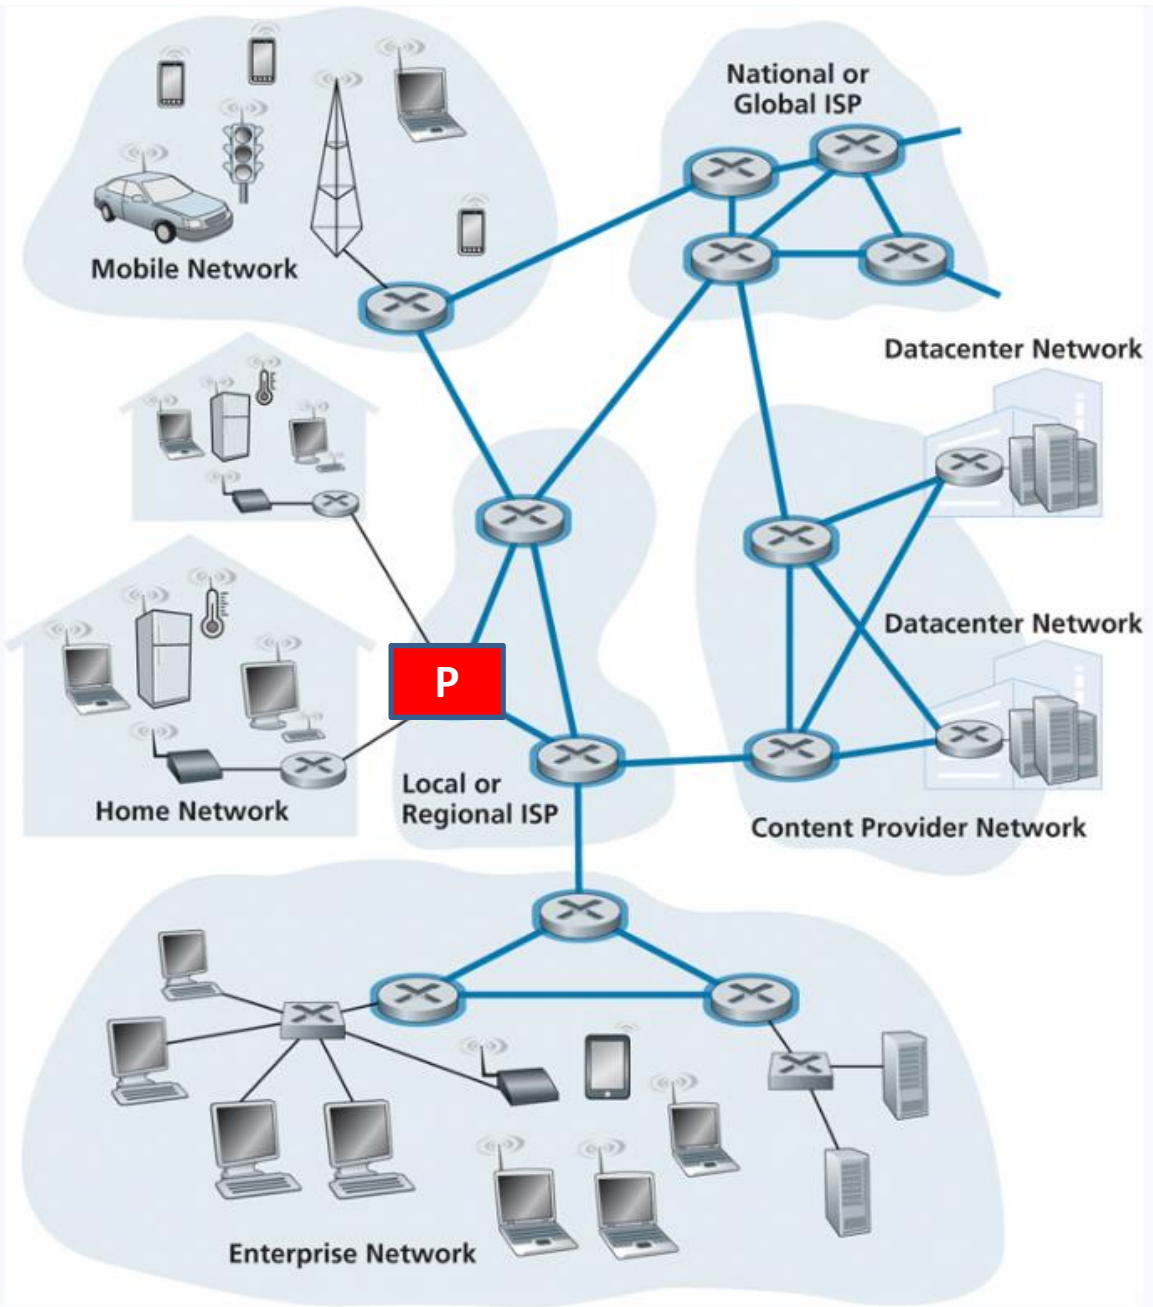 National or
Global ISP
Mobile Network
Datacenter Network
Datacenter Network
P
Local or
Regional ISP
Home Network
Content Provider Network
Enterprise Network